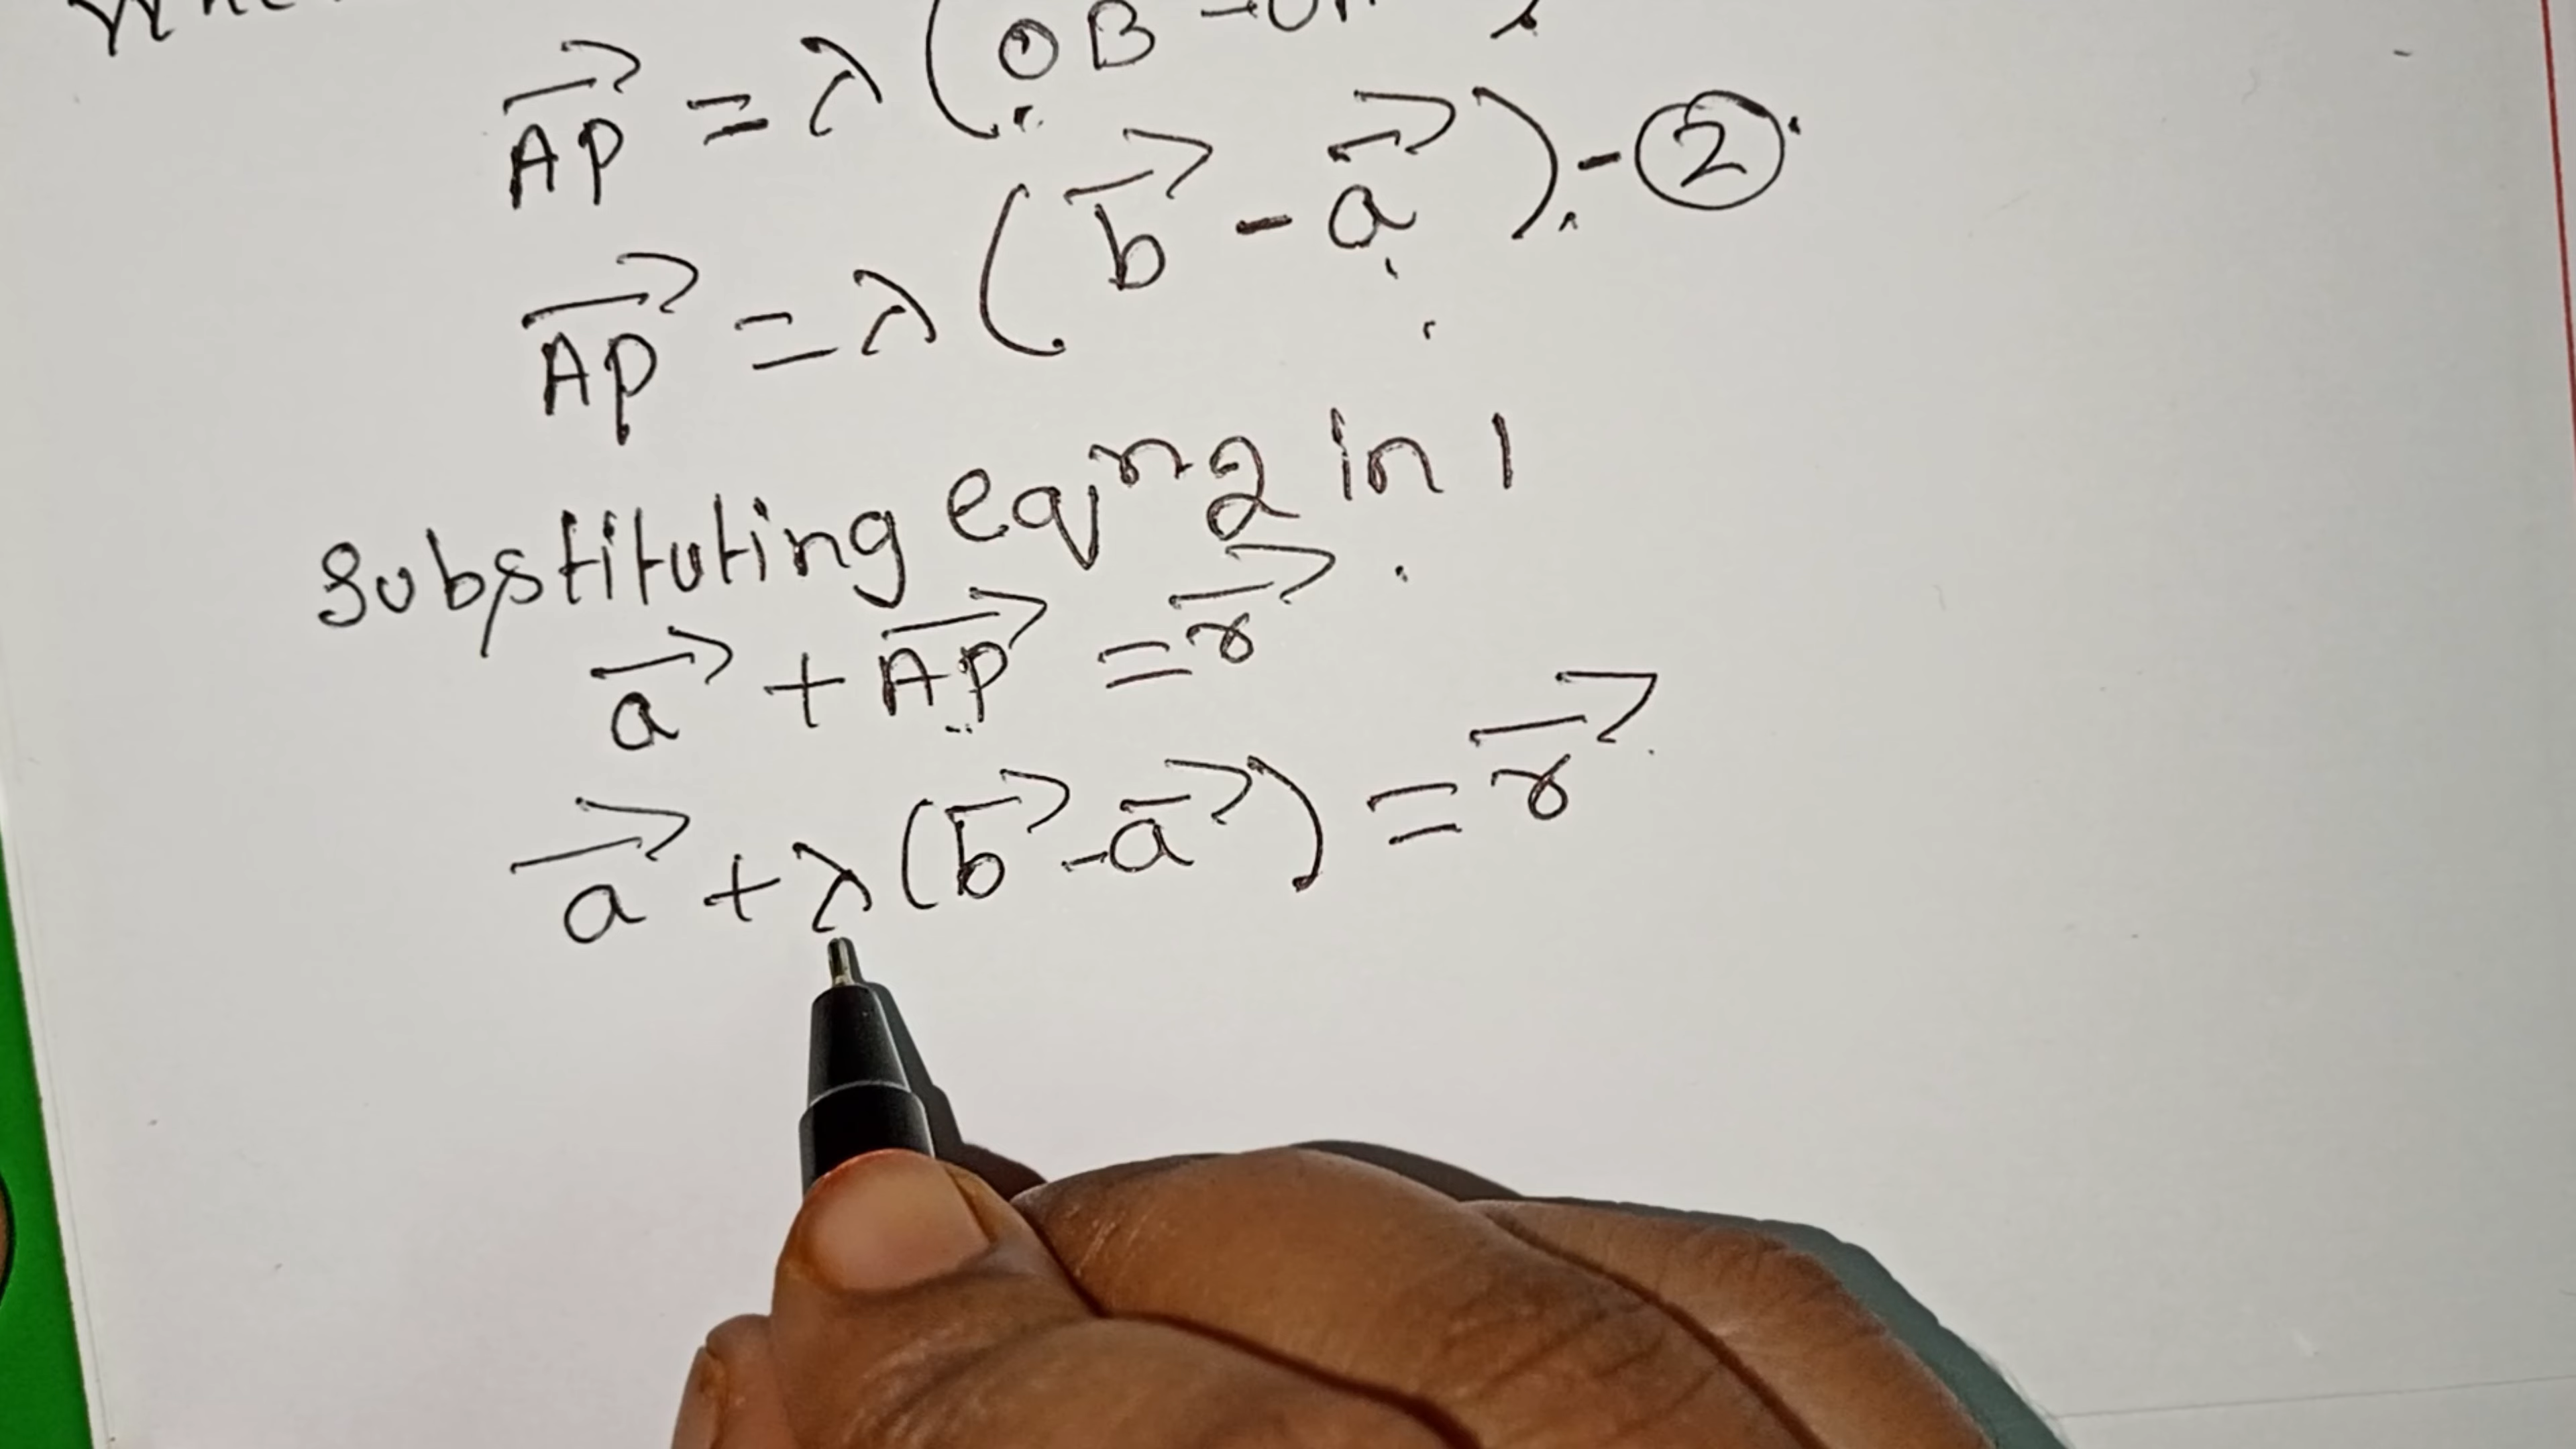 AP→ = λ(OB
AP→ = λ(b→ - a→) - ②
Substituting eqⁿ 2 in 1
a→ + AP→ = r→
a→ + λ(b→ - a→) = r→